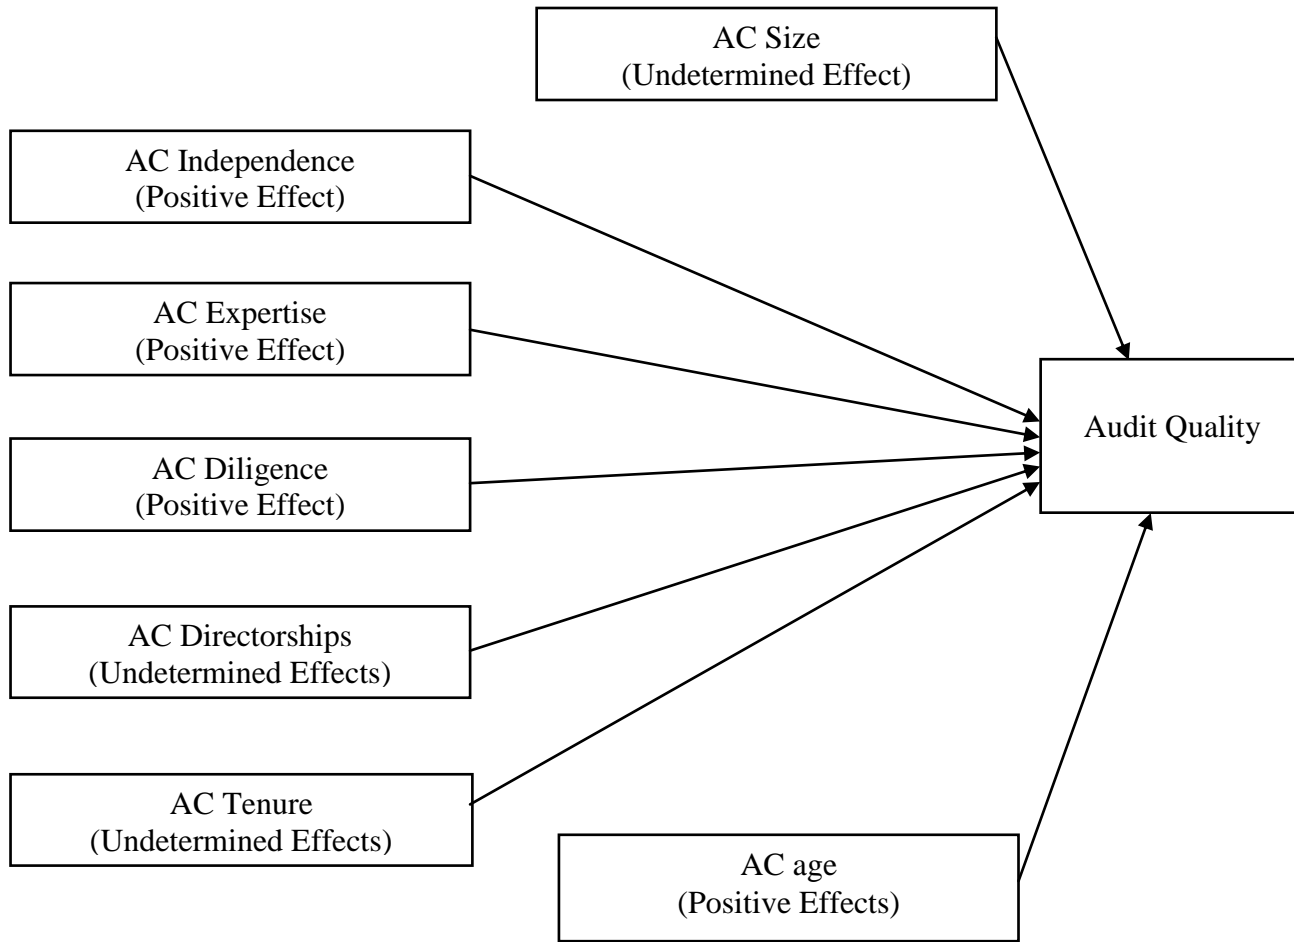 AC Size
(Undetermined Effect)
AC Independence
(Positive Effect)
AC Expertise
(Positive Effect)
AC Diligence
(Positive Effect)
AC Directorships
(Undetermined Effects)
AC Tenure
(Undetermined Effects)
Audit Quality
AC age
(Positive Effects)